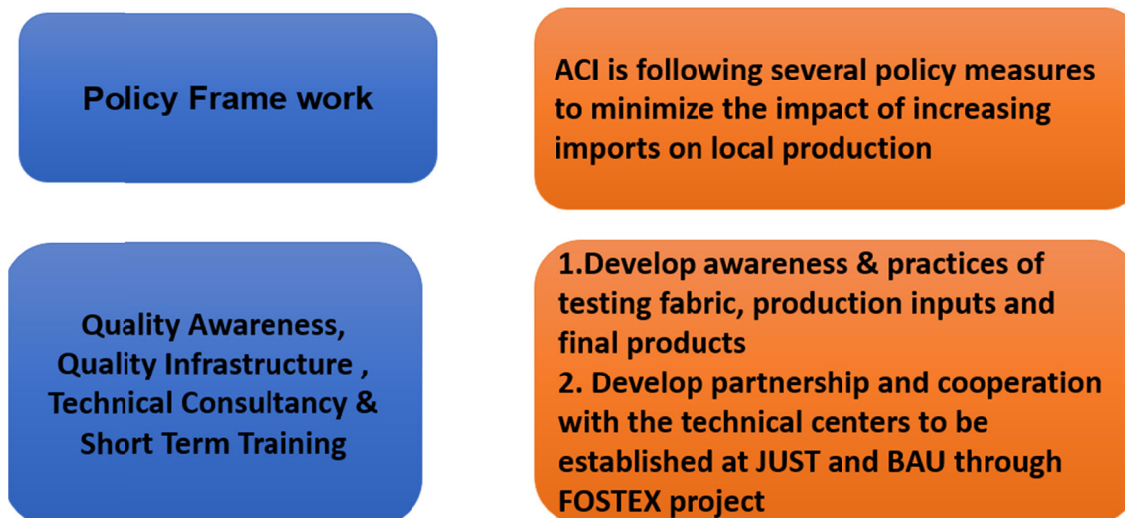 Policy Frame work
ACI is following several policy measures
to minimize the impact of increasing
imports on local production
Quality Awareness,
Quality Infrastructure ,
Technical Consultancy &
Short Term Training
1.Develop awareness & practices of
testing fabric, production inputs and
final products
2. Develop partnership and cooperation
with the technical centers to be
established at JUST and BAU through
FOSTEX project